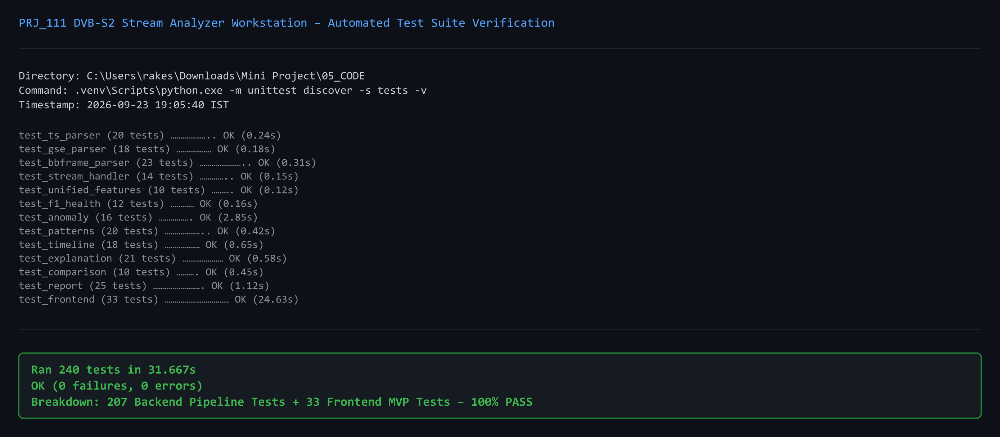 PRJ_111 DVB-S2 Stream Analyzer Workstation – Automated Test Suite Verification
Directory: C:\Users\rakes\Downloads\Mini Project\05_CODE
Command: .venv\Scripts\python.exe -m unittest discover -s tests -v
Timestamp: 2026-09-23 19:05:40 IST
test_ts_parser (20 tests) ……………….. OK (0.24s)
test_gse_parser (18 tests) ……………… OK (0.18s)
test_bbframe_parser (23 tests) ………………….. OK (0.31s)
test_stream_handler (14 tests) ………….. OK (0.15s)
test_unified_features (10 tests) ………. OK (0.12s)
test_f1_health (12 tests) ………… OK (0.16s)
test_anomaly (16 tests) ……………. OK (2.85s)
test_patterns (20 tests) ……………….. OK (0.42s)
test_timeline (18 tests) ……………… OK (0.65s)
test_explanation (21 tests) ………………… OK (0.58s)
test_comparison (10 tests) ………. OK (0.45s)
test_report (25 tests) ……………………. OK (1.12s)
test_frontend (33 tests) …………………………… OK (24.63s)
Ran 240 tests in 31.667s
OK (0 failures, 0 errors)
Breakdown: 207 Backend Pipeline Tests + 33 Frontend MVP Tests – 100% PASS